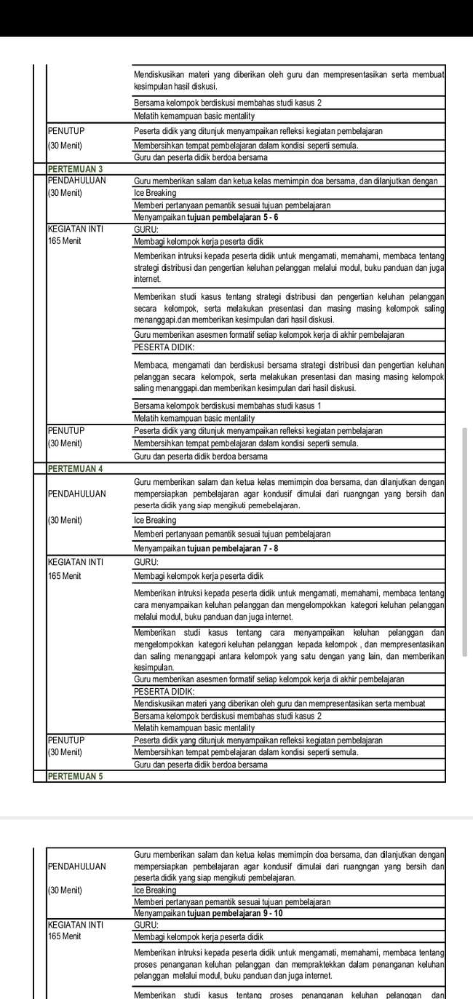 Mendiskusikan materi yang diberikan oleh guru dan mempresentasikan serta membuat
kesimpulan hasil diskusi.
Bersama kelompok berdiskusi membahas studi kasus 2
Melatih kemampuan basic mentality
PENUTUP Peserta didik yang ditunjuk menyampaikan refleksi kegiatan pembelajaran
(30 Menit) Membersihkan tempat pembelajaran dalam kondisi seperti semula.
Guru dan peserta didik berdoa bersama
PERTEMUAN 3
PENDAHULUAN Guru memberikan salam dan ketua kelas memimpin doa bersama, dan dilanjutkan dengan
(30 Menit) Ice Breaking
Memberi pertanyaan pemantik sesuai tujuan pembelajaran
Menyampaikan tujuan pembelajaran 5 - 6
KEGIATAN INTI GURU:
165 Menit Membagi kelompok kerja peserta didik
Memberikan intruksi kepada peserta didik untuk mengamati, memahami, membaca tentang
strategi distribusi dan pengertian keluhan pelanggan melalui modul, buku panduan dan juga
internet.
Memberikan studi kasus tentang strategi distribusi dan pengertian keluhan pelanggan
secara kelompok, serta melakukan presentasi dan masing masing kelompok saling
menanggapi.dan memberikan kesimpulan dari hasil diskusi.
Guru memberikan asesmen formatif setiap kelompok kerja di akhir pembelajaran
PESERTA DIDIK:
Membaca, mengamati dan berdiskusi bersama strategi distribusi dan pengertian keluhan
pelanggan secara kelompok, serta melakukan presentasi dan masing masing kelompok
saling menanggapi.dan memberikan kesimpulan dari hasil diskusi.
Bersama kelompok berdiskusi membahas studi kasus 1
Melatih kemampuan basic mentality
PENUTUP Peserta didik yang ditunjuk menyampaikan refleksi kegiatan pembelajaran
(30 Menit) Membersihkan tempat pembelajaran dalam kondisi seperti semula.
Guru dan peserta didik berdoa bersama
PERTEMUAN 4
Guru memberikan salam dan ketua kelas memimpin doa bersama, dan dilanjutkan dengan
PENDAHULUAN mempersiapkan pembelajaran agar kondusif dimulai dari ruangngan yang bersih dan
peserta didik yang siap mengikuti pemebelajaran.
(30 Menit) Ice Breaking
Memberi pertanyaan pemantik sesuai tujuan pembelajaran
Menyampaikan tujuan pembelajaran 7 - 8
KEGIATAN INTI GURU:
165 Menit Membagi kelompok kerja peserta didik
Memberikan intruksi kepada peserta didik untuk mengamati, memahami, membaca tentang
cara menyampaikan keluhan pelanggan dan mengelompokkan kategori keluhan pelanggan
melalui modul, buku panduan dan juga internet.
Memberikan studi kasus tentang cara menyampaikan keluhan pelanggan dan
mengelompokkan kategori keluhan pelanggan kepada kelompok , dan mempresentasikan
dan saling menanggapi antara kelompok yang satu dengan yang lain, dan memberikan
kesimpulan.
Guru memberikan asesmen formatif setiap kelompok kerja di akhir pembelajaran
PESERTA DIDIK:
Mendiskusikan materi yang diberikan oleh guru dan mempresentasikan serta membuat
Bersama kelompok berdiskusi membahas studi kasus 2
Melatih kemampuan basic mentality
PENUTUP Peserta didik yang ditunjuk menyampaikan refleksi kegiatan pembelajaran
(30 Menit) Membersihkan tempat pembelajaran dalam kondisi seperti semula.
Guru dan peserta didik berdoa bersama
PERTEMUAN 5
Guru memberikan salam dan ketua kelas memimpin doa bersama, dan dilanjutkan dengan
PENDAHULUAN mempersiapkan pembelajaran agar kondusif dimulai dari ruangngan yang bersih dan
peserta didik yang siap mengikuti pembelajaran.
(30 Menit) Ice Breaking
Memberi pertanyaan pemantik sesuai tujuan pembelajaran
Menyampaikan tujuan pembelajaran 9 - 10
KEGIATAN INTI GURU:
165 Menit Membagi kelompok kerja peserta didik
Memberikan intruksi kepada peserta didik untuk mengamati, memahami, membaca tentang
proses penanganan keluhan pelanggan dan mempraktekkan dalam penanganan keluhan
pelanggan melalui modul, buku panduan dan juga internet.
Memberikan studi kasus tentang proses penanganan keluhan pelanggan dan